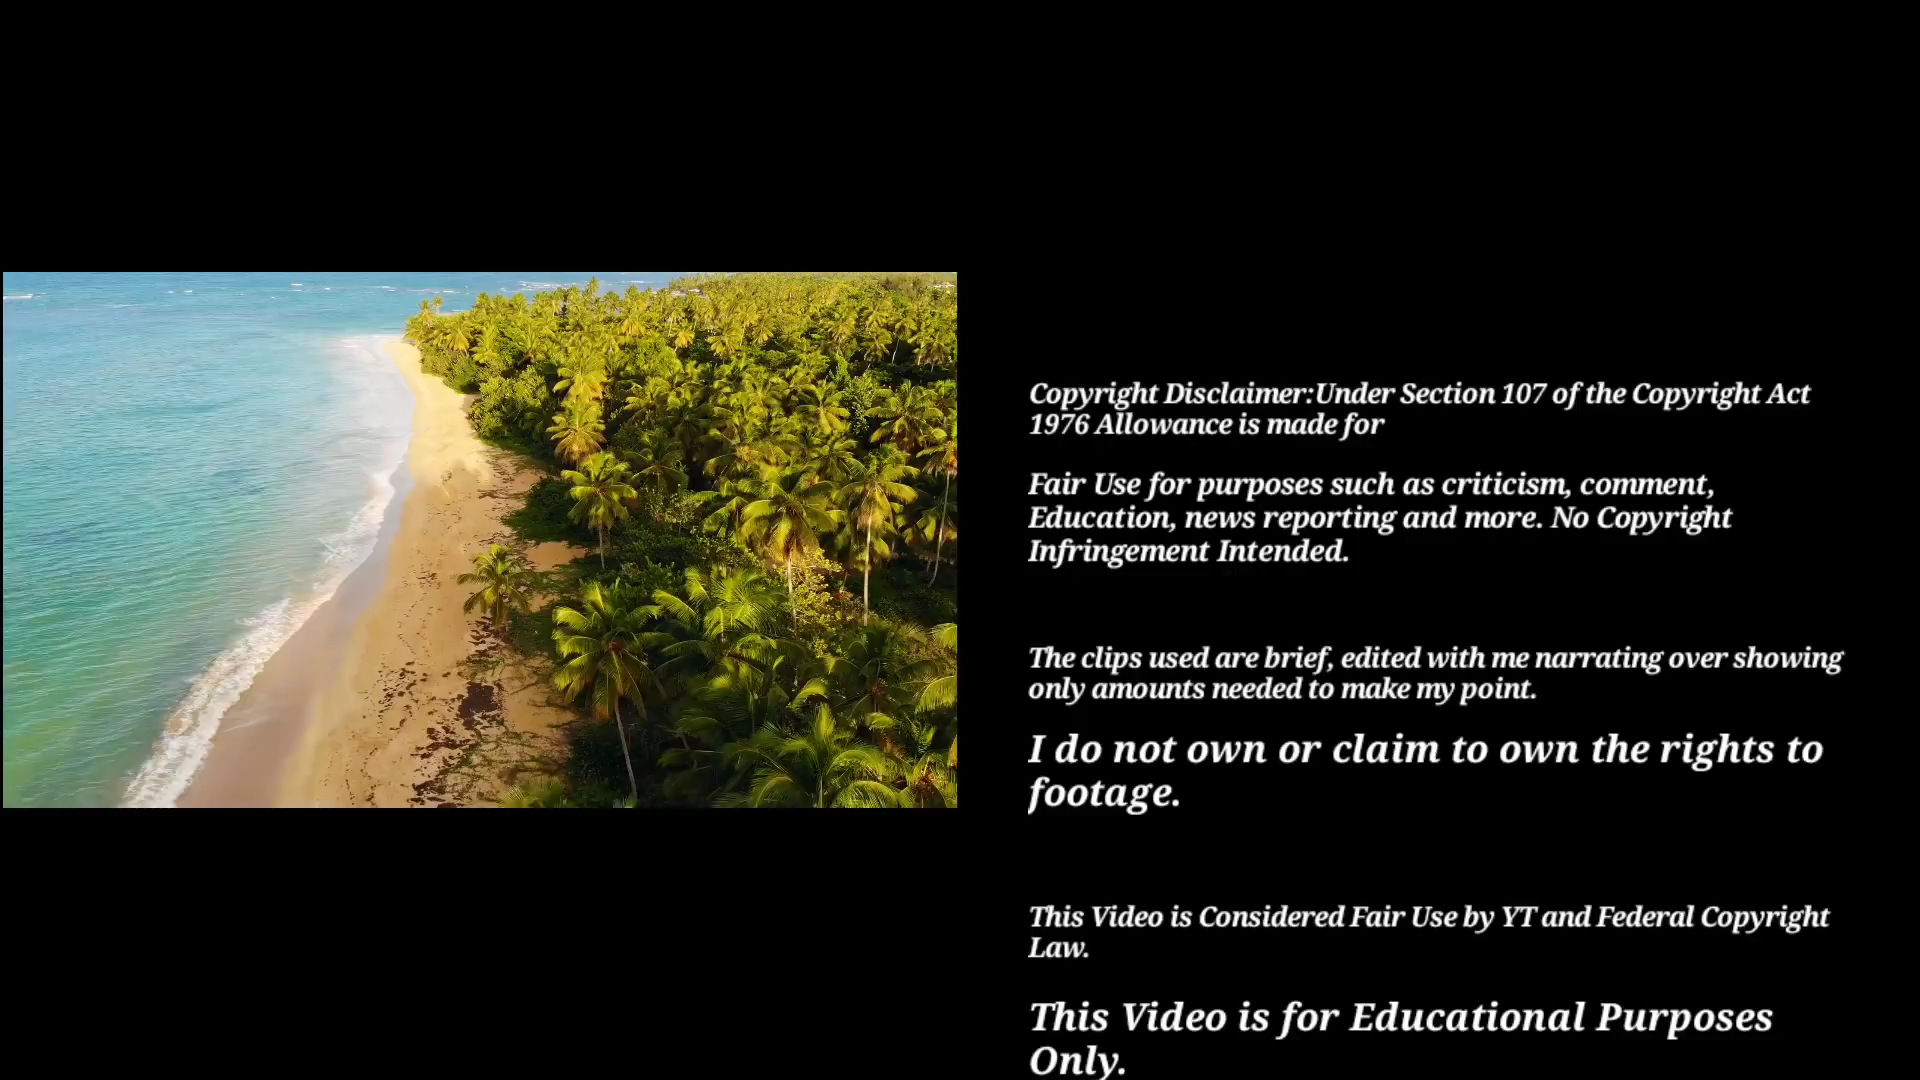 Copyright Disclaimer:Under Section 107 of the Copyright Act
1976 Allowance is made for
Fair Use for purposes such as criticism, comment,
Education, news reporting and more. No Copyright
Infringement Intended.
The clips used are brief, edited with me narrating over showing
only amounts needed to make my point.
I do not own or claim to own the rights to
footage.
This Video is Considered Fair Use by YT and Federal Copyright
Law.
This Video is for Educational Purposes
Only.